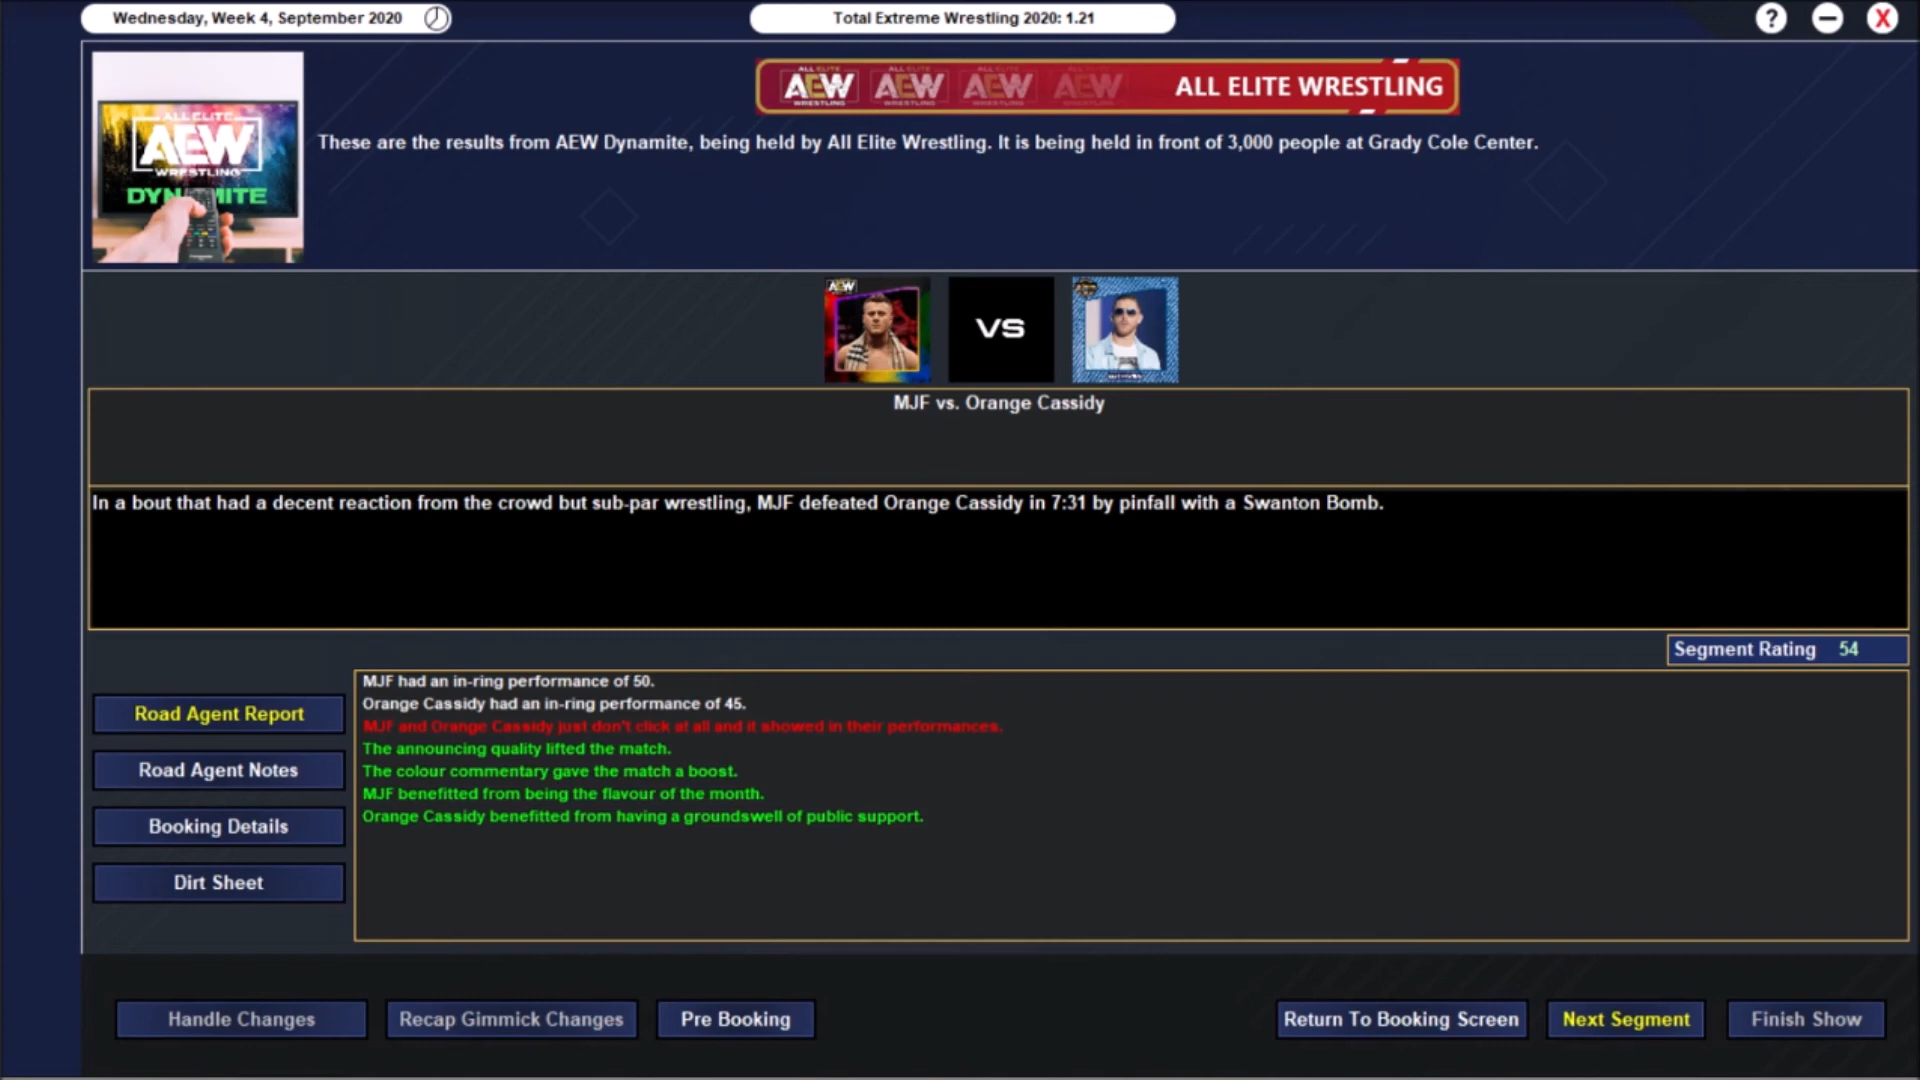 Wednesday, Week 4, September 2020
Total Extreme Wrestling 2020: 1.21
?
X
ALL ELITE
AEW
WRESTLING
DYNAMITE
ALL ELITE WRESTLING
These are the results from AEW Dynamite, being held by All Elite Wrestling. It is being held in front of 3,000 people at Grady Cole Center.
AEW
VS
MJF vs. Orange Cassidy
In a bout that had a decent reaction from the crowd but sub-par wrestling, MJF defeated Orange Cassidy in 7:31 by pinfall with a Swanton Bomb.
Segment Rating 54
Road Agent Report
Road Agent Notes
Booking Details
Dirt Sheet
MJF had an in-ring performance of 50.
Orange Cassidy had an in-ring performance of 45.
MJF and Orange Cassidy just don't click at all and it showed in their performances.
The announcing quality lifted the match.
The colour commentary gave the match a boost.
MJF benefitted from being the flavour of the month.
Orange Cassidy benefitted from having a groundswell of public support.
Handle Changes
Recap Gimmick Changes
Pre Booking
Return To Booking Screen
Next Segment
Finish Show